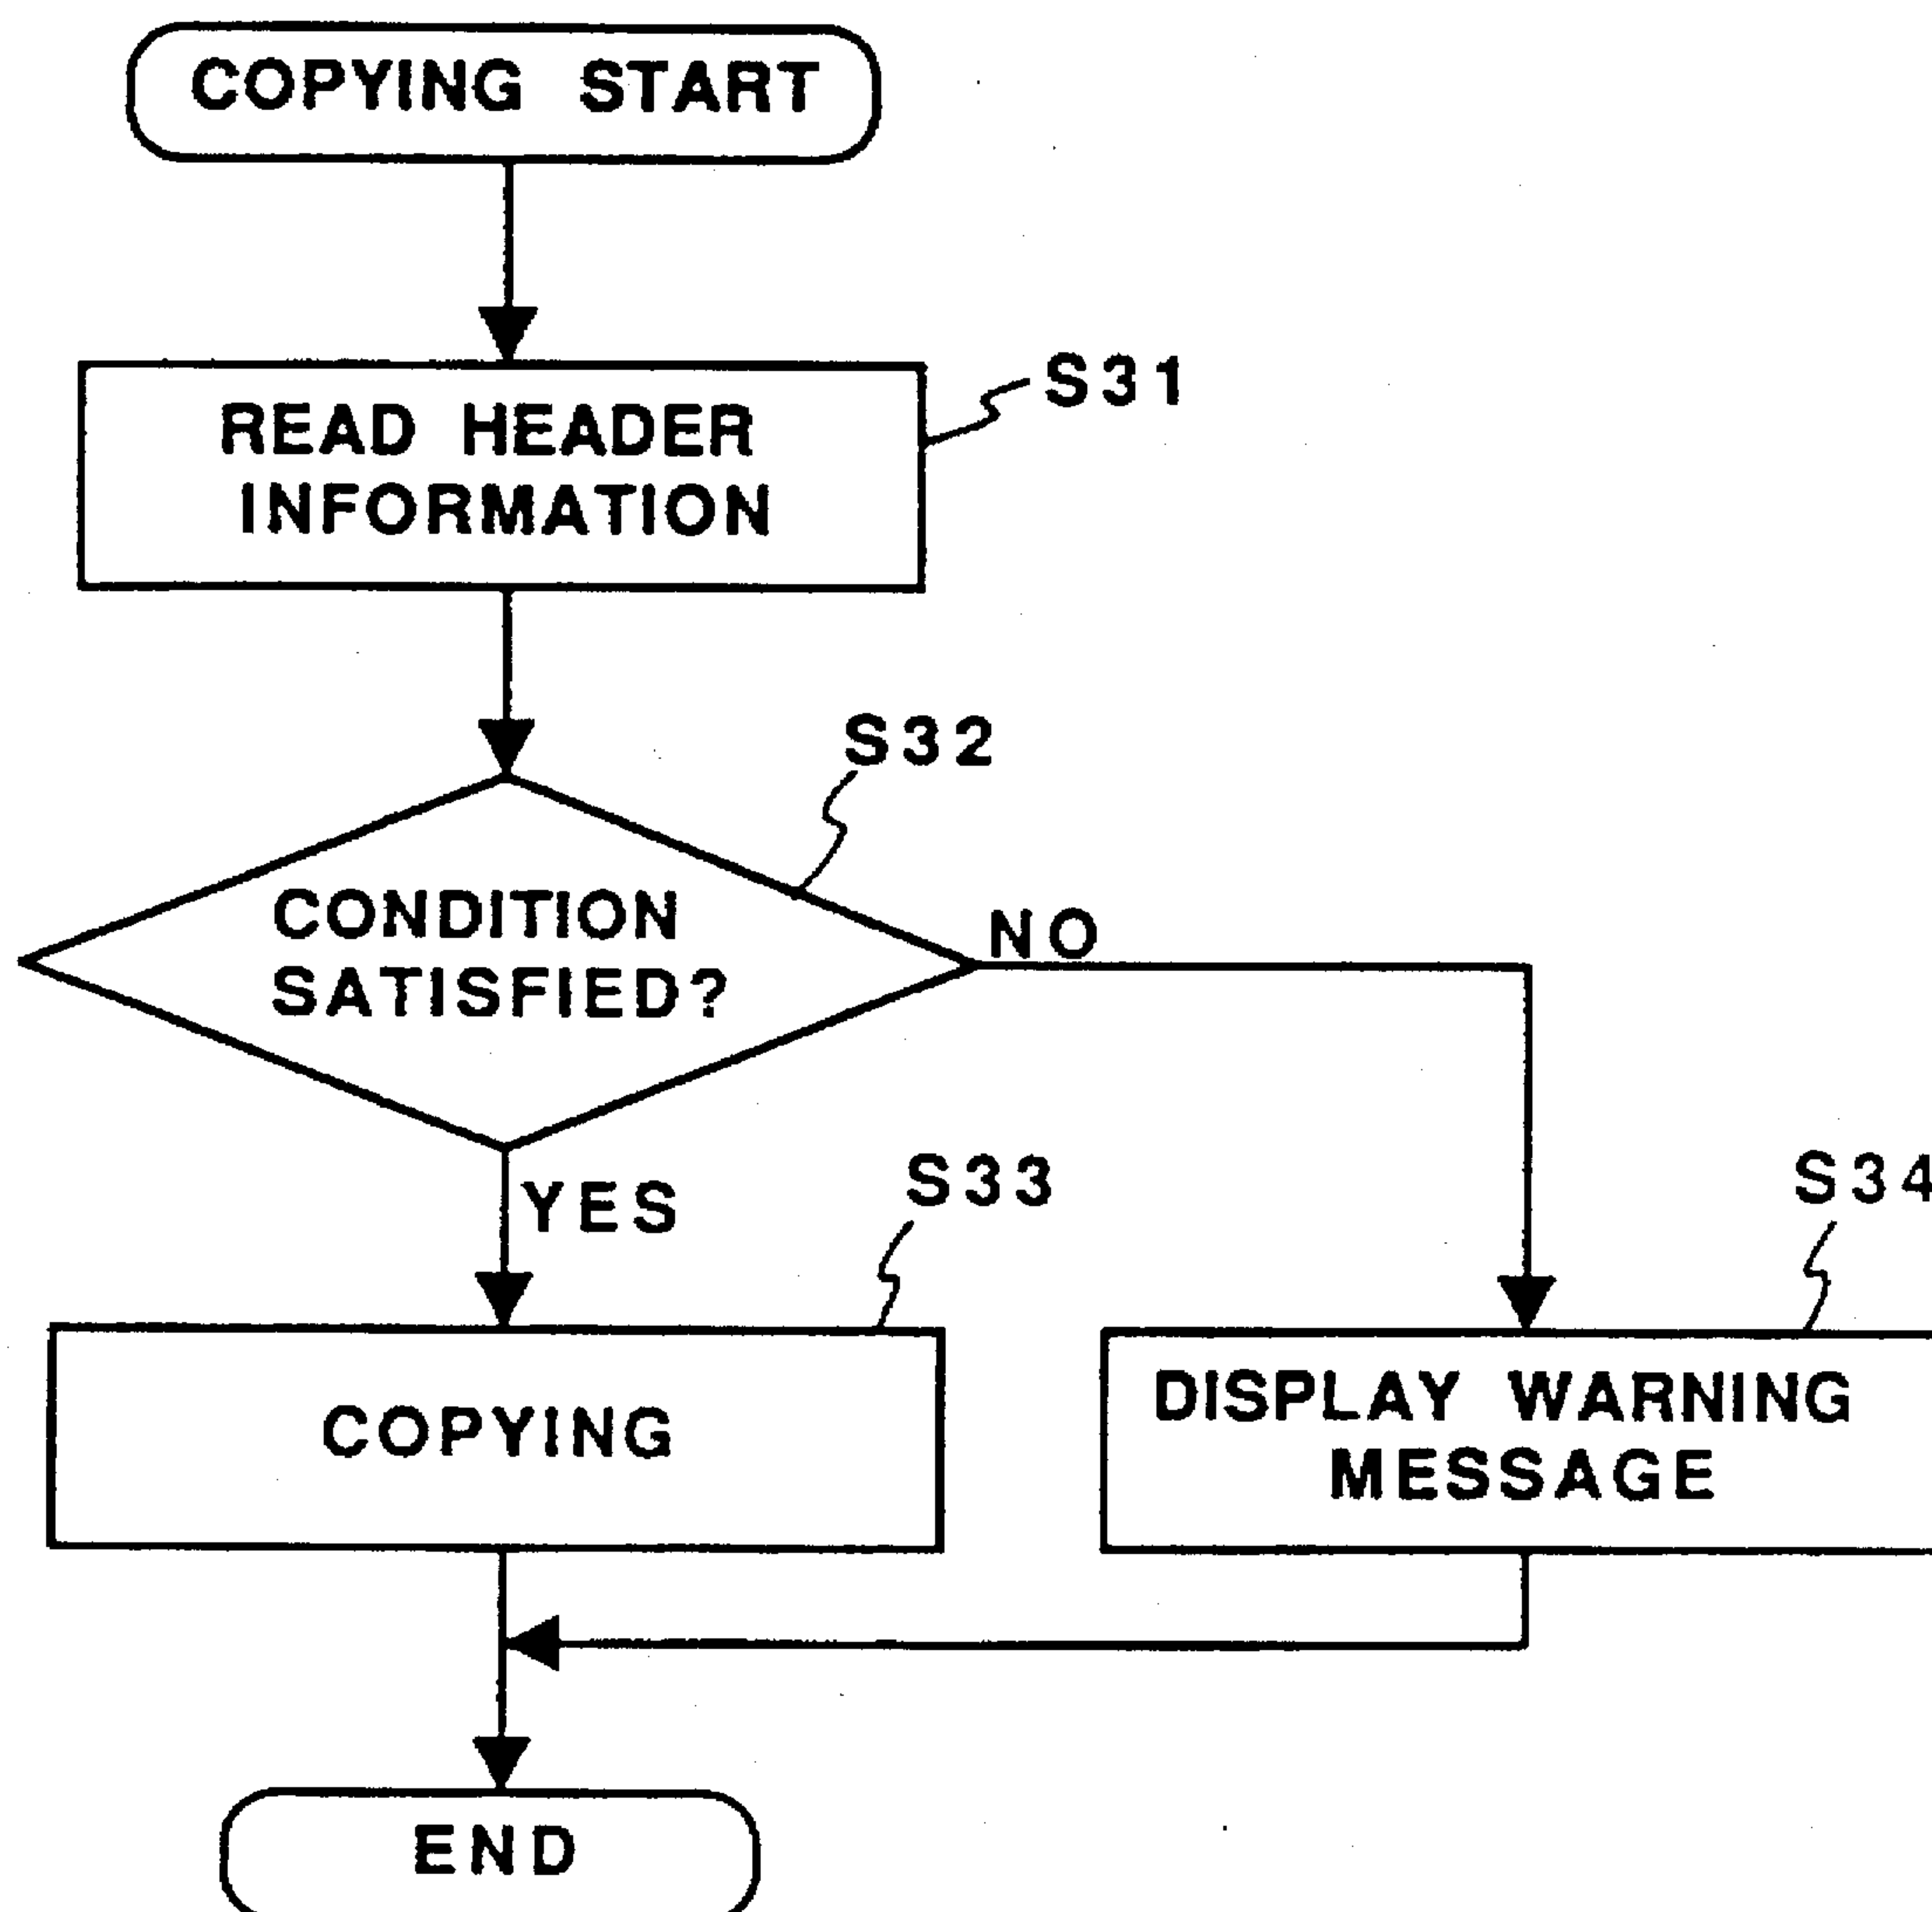 COPYING START
S31
READ HEADER
INFORMATION
S32
CONDITION
SATISFIED?
NO
YES
S33
S34
COPYING
DISPLAY WARNING
MESSAGE
END